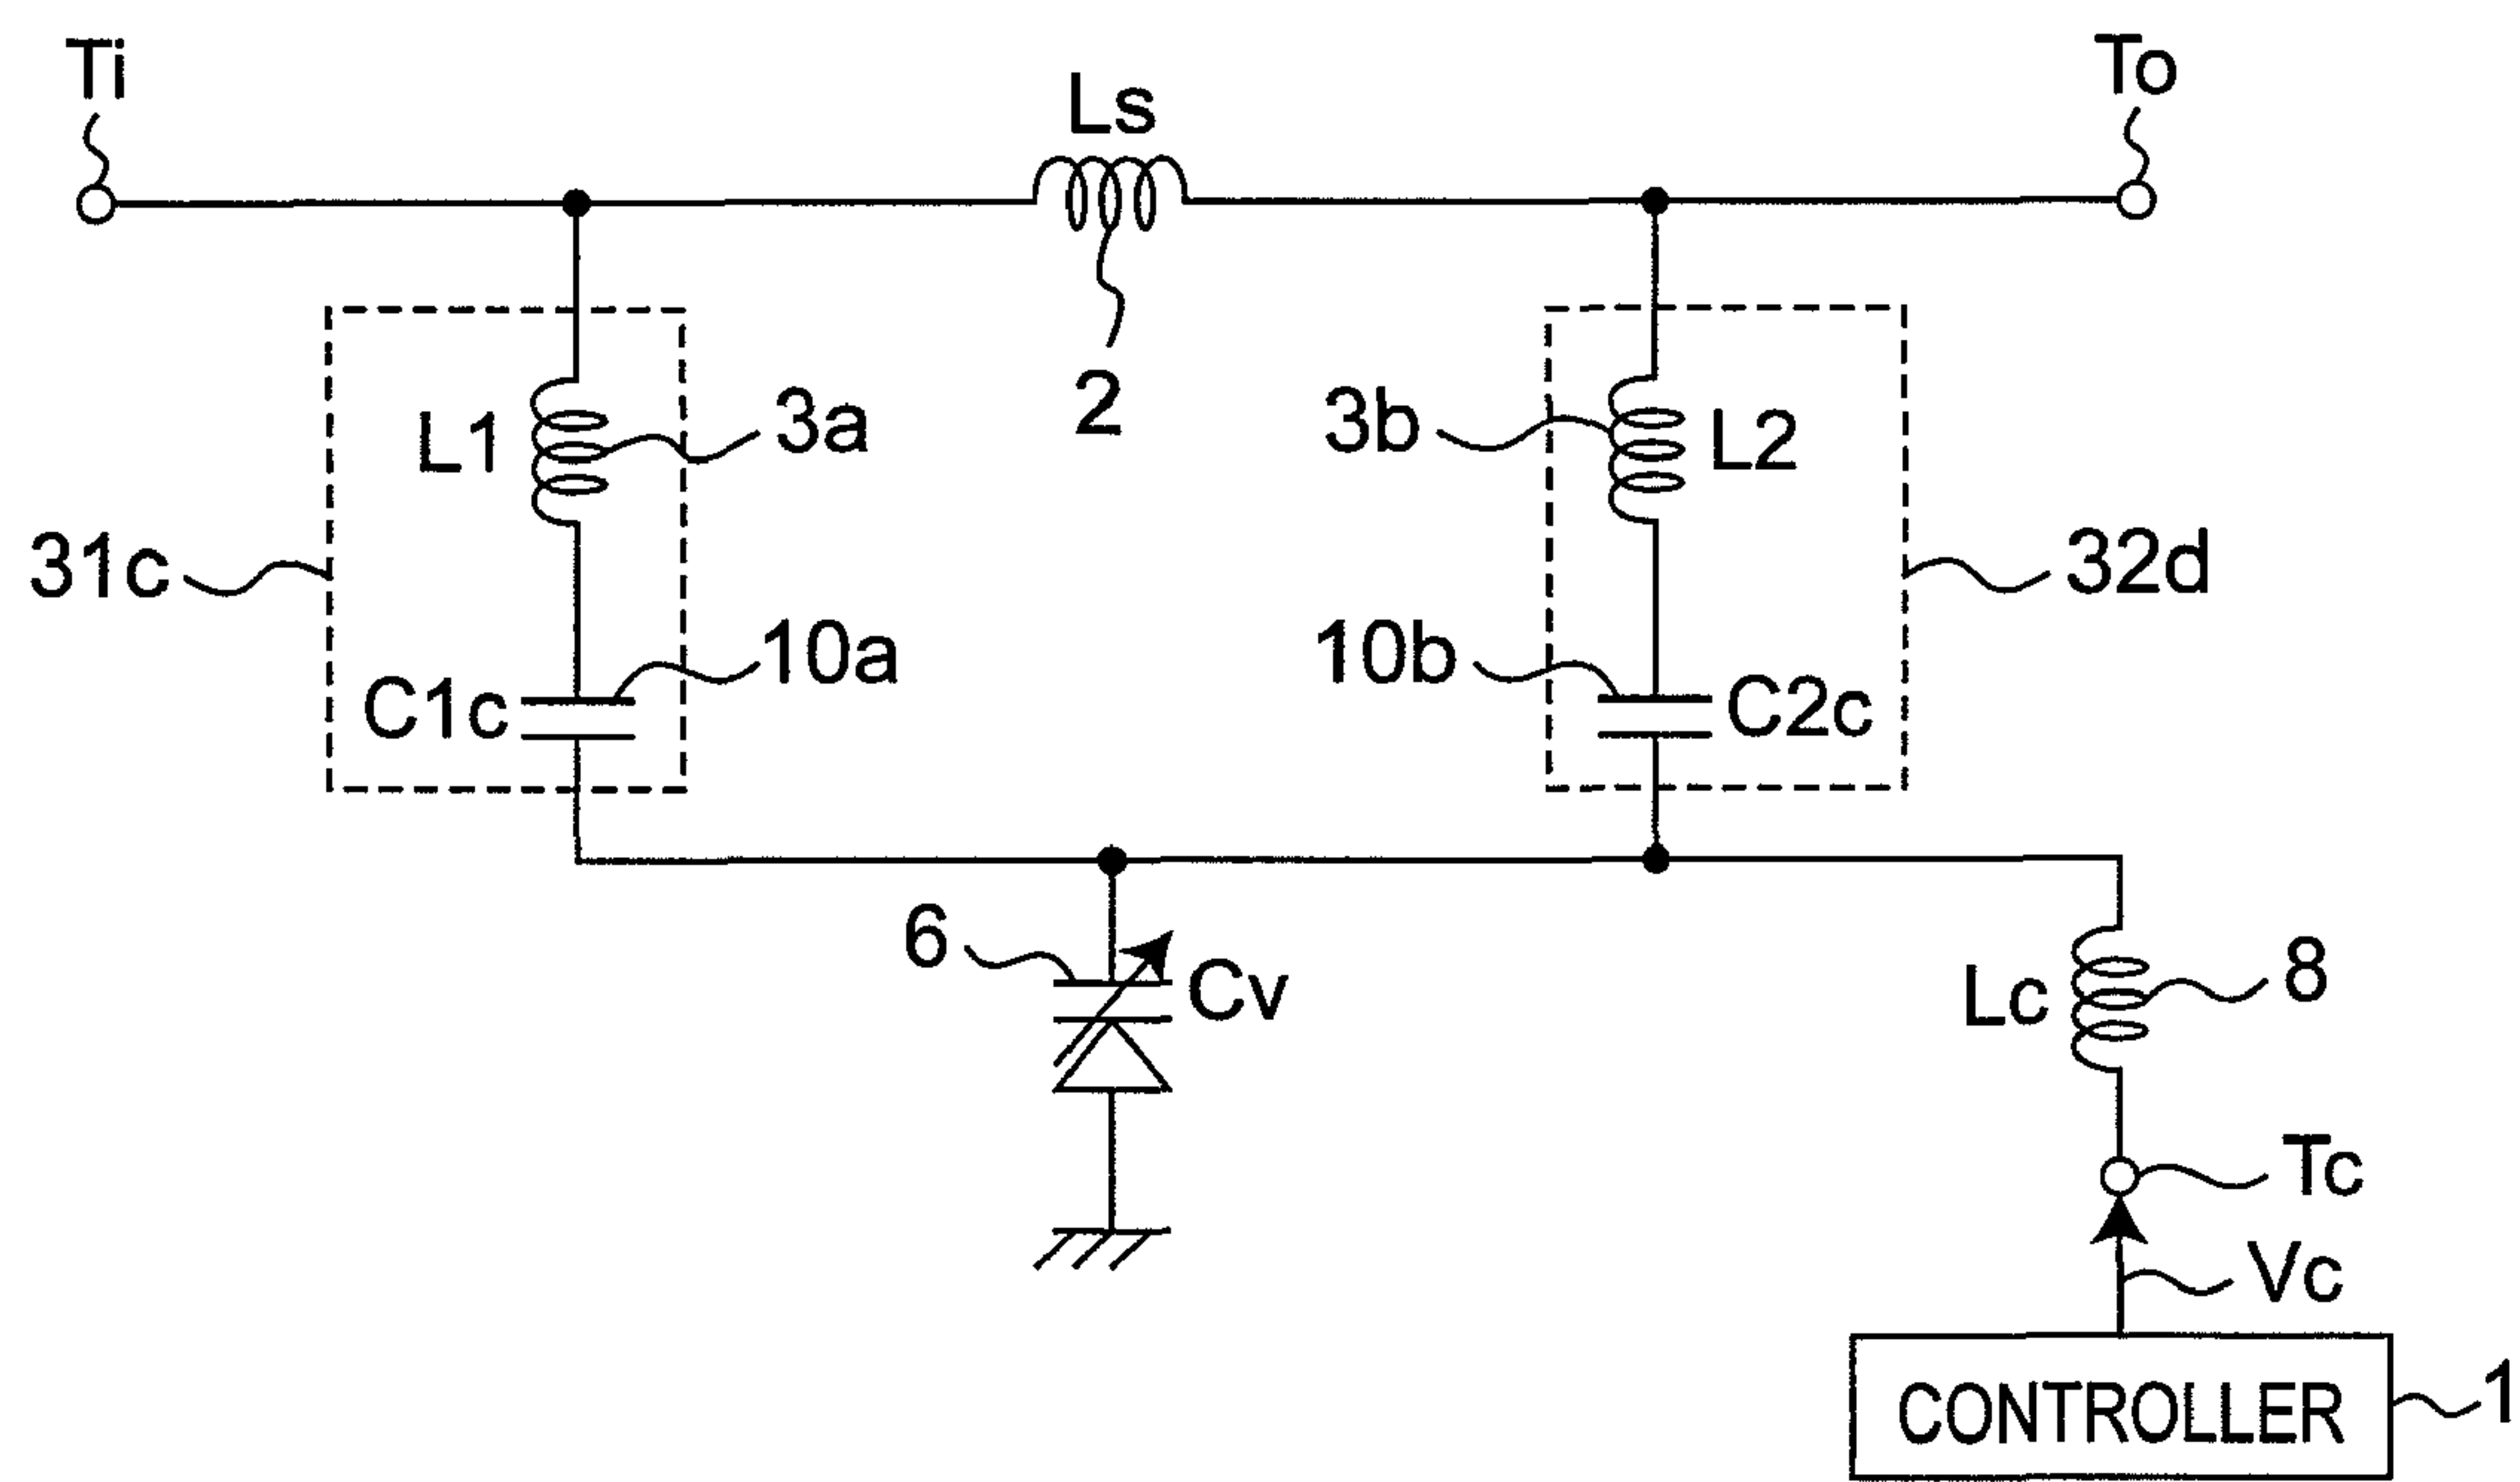 Ti
To
Ls
2
L1
3a
3b
L2
31c
32d
10a
10b
C1c
C2c
6
Cv
Lc
8
Tc
Vc
CONTROLLER
1